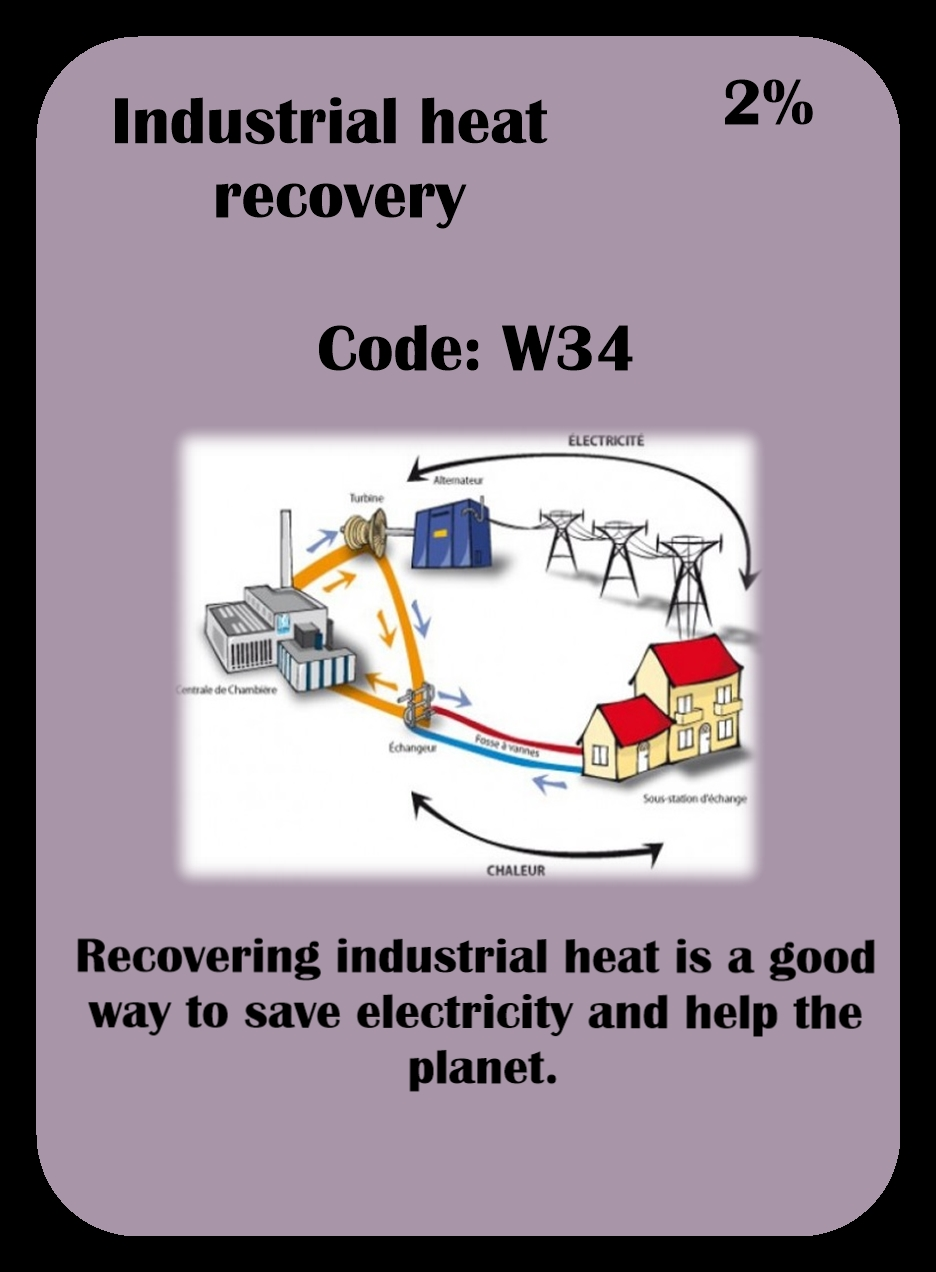 Industrial heat
recovery
2%
Code: W34
ÉLECTRICITÉ
Alternateur
Turbine
Centrale de Chambière
Échangeur
Fosse à vannes
Sous-station d'échange
CHALEUR
Recovering industrial heat is a good
way to save electricity and help the
planet.